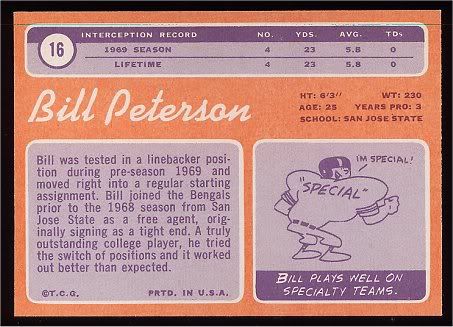 16
INTERCEPTION RECORD NO. YDS. AVG. TDs
1969 SEASON 4 23 5.8 0
LIFETIME 4 23 5.8 0
Bill Peterson
HT: 6'3" WT: 230
AGE: 25 YEARS PRO: 3
SCHOOL: SAN JOSE STATE
Bill was tested in a linebacker posi-
tion during pre-season 1969 and
moved right into a regular starting
assignment. Bill joined the Bengals
prior to the 1968 season from San
Jose State as a free agent, orig-
inally signing as a tight end. A truly
outstanding college player, he tried
the switch of positions and it worked
out better than expected.
©T.C.G. PRTD. IN U.S.A.
I'M SPECIAL!
"SPECIAL"
BILL PLAYS WELL ON
SPECIALTY TEAMS.